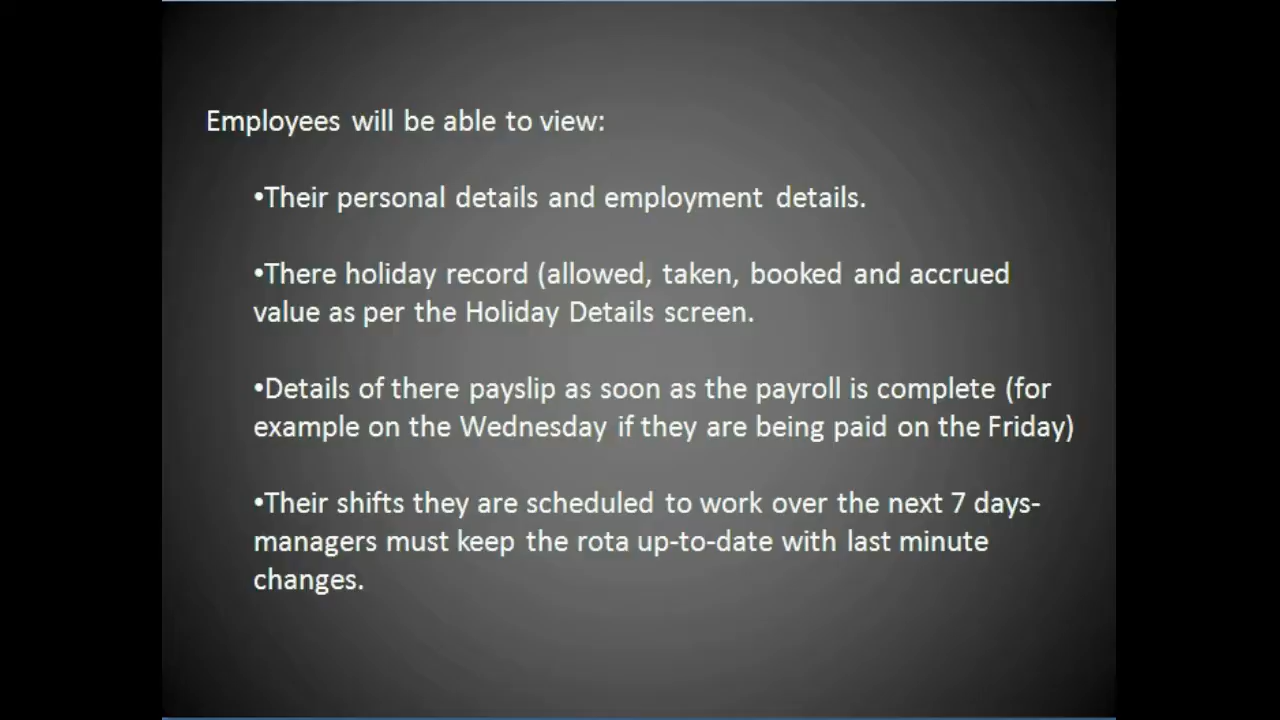 Employees will be able to view:
•Their personal details and employment details.
•There holiday record (allowed, taken, booked and accrued
value as per the Holiday Details screen.
•Details of there payslip as soon as the payroll is complete (for
example on the Wednesday if they are being paid on the Friday)
•Their shifts they are scheduled to work over the next 7 days-
managers must keep the rota up-to-date with last minute
changes.